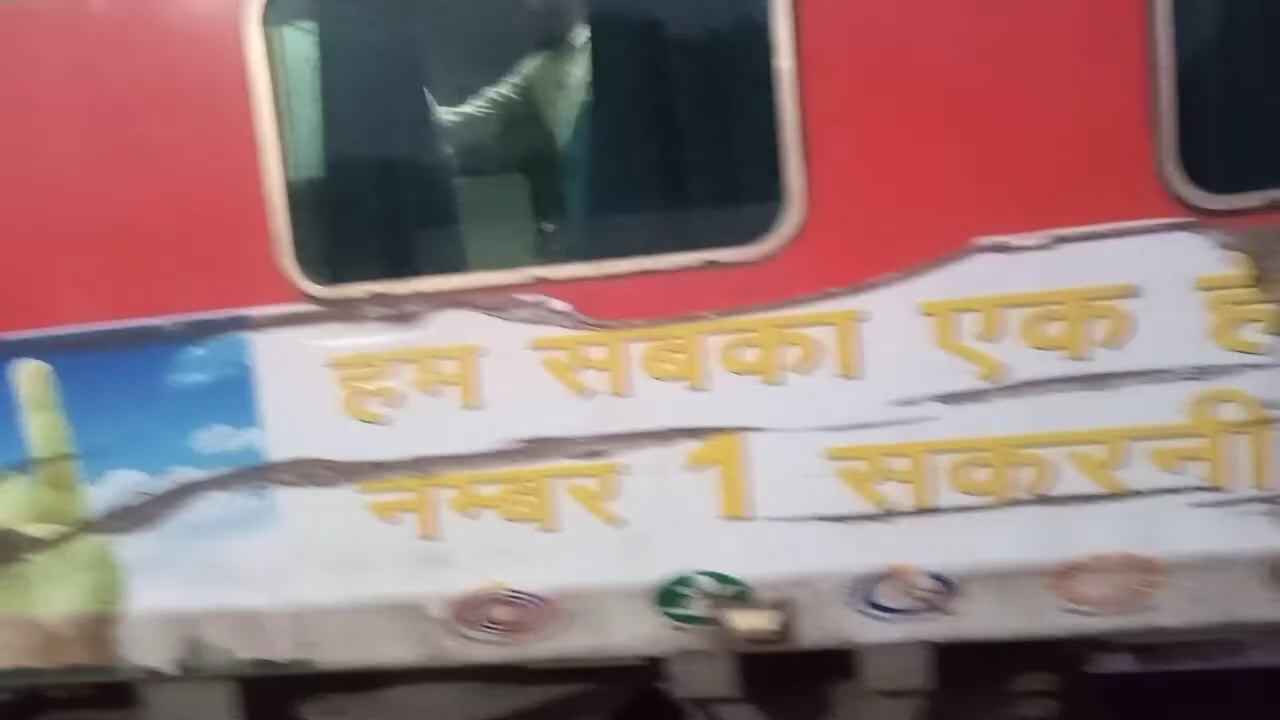 हम सबका एक
नम्बर 1 सकरनी